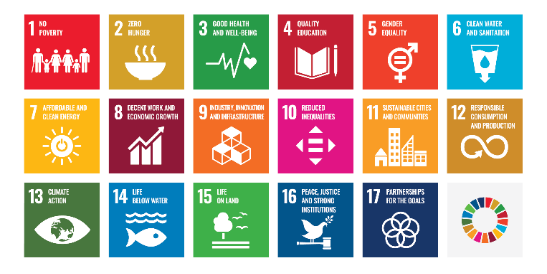 1 NO
POVERTY
2 ZERO
HUNGER
3 GOOD HEALTH
AND WELL-BEING
4 QUALITY
EDUCATION
5 GENDER
EQUALITY
6 CLEAN WATER
AND SANITATION
7 AFFORDABLE AND
CLEAN ENERGY
8 DECENT WORK AND
ECONOMIC GROWTH
9 INDUSTRY, INNOVATION
AND INFRASTRUCTURE
10 REDUCED
INEQUALITIES
11 SUSTAINABLE CITIES
AND COMMUNITIES
12 RESPONSIBLE
CONSUMPTION
AND PRODUCTION
13 CLIMATE
ACTION
14 LIFE
BELOW WATER
15 LIFE
ON LAND
16 PEACE, JUSTICE
AND STRONG
INSTITUTIONS
17 PARTNERSHIPS
FOR THE GOALS